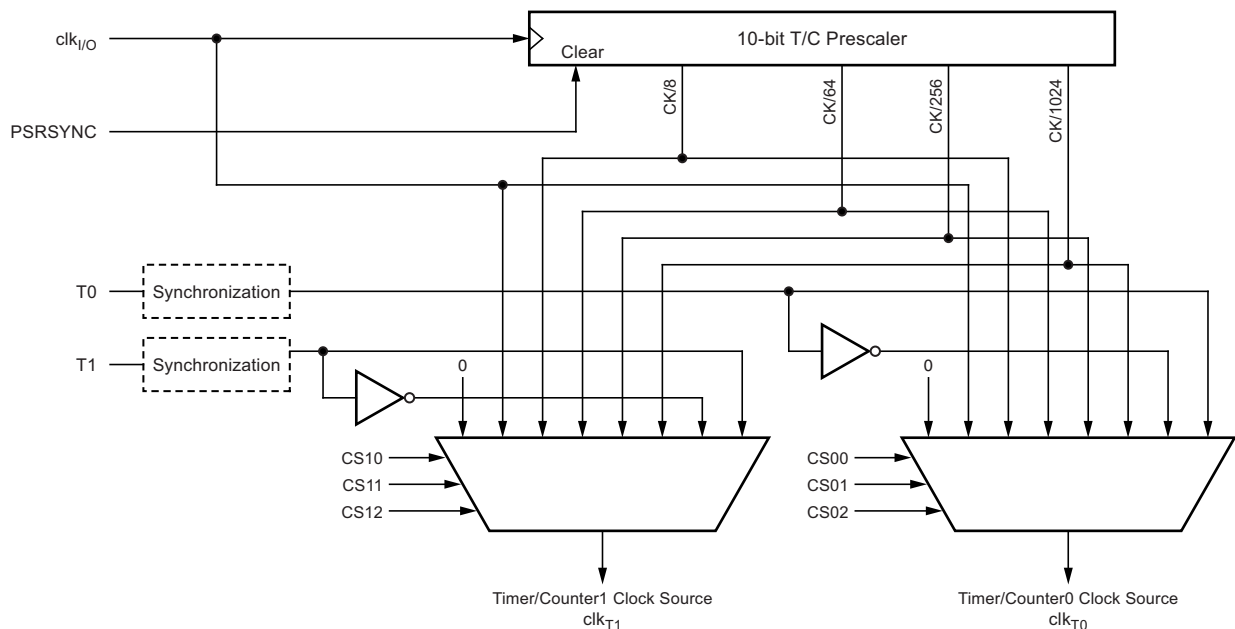 clkI/O
10-bit T/C Prescaler
Clear
CK/8
CK/64
CK/256
CK/1024
PSRSYNC
T0
Synchronization
T1
Synchronization
0
0
CS10
CS11
CS12
CS00
CS01
CS02
Timer/Counter1 Clock Source
clkT1
Timer/Counter0 Clock Source
clkT0